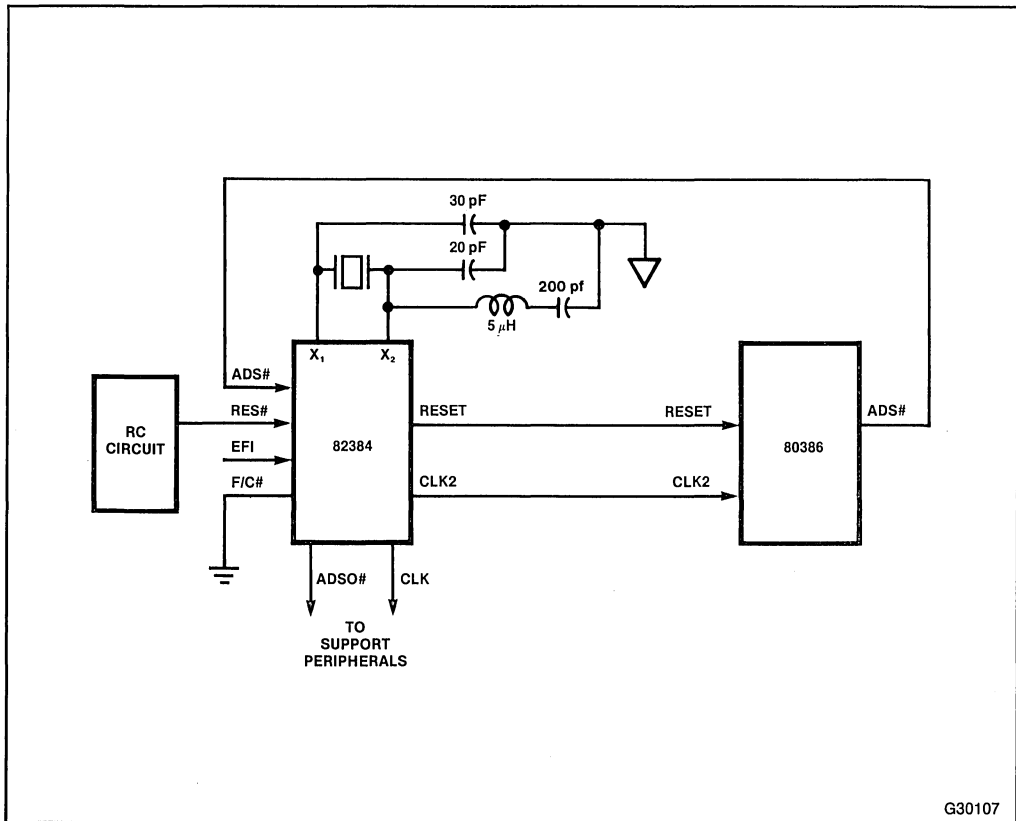 30 pF
20 pF
200 pf
5 μH
X₁
X₂
ADS#
RES#
EFI
F/C#
RC
CIRCUIT
82384
RESET
CLK2
RESET
CLK2
80386
ADS#
ADSO#
CLK
TO
SUPPORT
PERIPHERALS
G30107